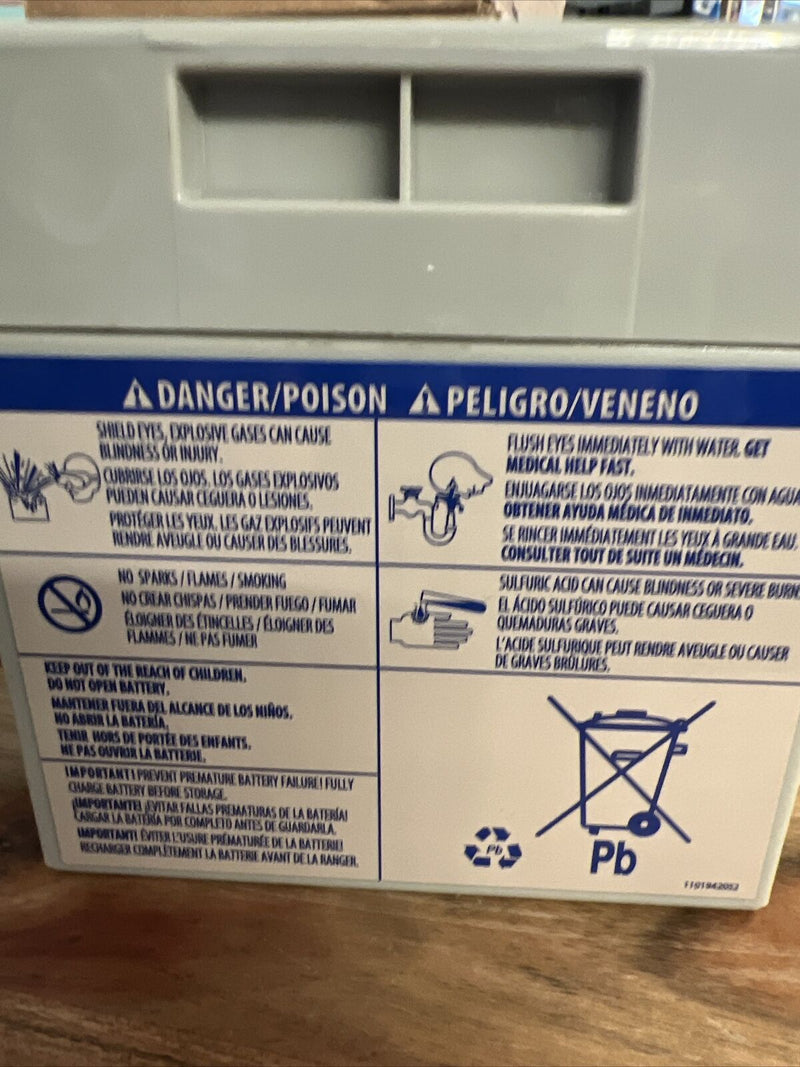 DANGER/POISON PELIGRO/VENENO
SHIELD EYES, EXPLOSIVE GASES CAN CAUSE
BLINDNESS OR INJURY.
CUBRIRSE LOS OJOS. LOS GASES EXPLOSIVOS
PUEDEN CAUSAR CEGUERA O LESIONES.
PROTÉGER LES YEUX. LES GAZ EXPLOSIFS PEUVENT
RENDRE AVEUGLE OU CAUSER DES BLESSURES.
NO SPARKS / FLAMES / SMOKING
NO CREAR CHISPAS / PRENDER FUEGO / FUMAR
ÉLOIGNER DES ÉTINCELLES / ÉLOIGNER DES
FLAMMES / NE PAS FUMER
KEEP OUT OF THE REACH OF CHILDREN.
DO NOT OPEN BATTERY.
MANTENER FUERA DEL ALCANCE DE LOS NIÑOS.
NO ABRIR LA BATERÍA.
TENIR HORS DE PORTÉE DES ENFANTS.
NE PAS OUVRIR LA BATTERIE.
IMPORTANT! PREVENT PREMATURE BATTERY FAILURE! FULLY
CHARGE BATTERY BEFORE STORAGE.
¡IMPORTANTE! ¡EVITAR FALLAS PREMATURAS DE LA BATERÍA!
CARGAR LA BATERÍA POR COMPLETO ANTES DE GUARDARLA.
IMPORTANT! ÉVITER L'USURE PRÉMATURÉE DE LA BATTERIE!
RECHARGER COMPLÈTEMENT LA BATTERIE AVANT DE LA RANGER.
FLUSH EYES IMMEDIATELY WITH WATER. GET
MEDICAL HELP FAST.
ENJUAGARSE LOS OJOS INMEDIATAMENTE CON AGUA
OBTENER AYUDA MÉDICA DE INMEDIATO.
SE RINCER IMMÉDIATEMENT LES YEUX À GRANDE EAU.
CONSULTER TOUT DE SUITE UN MÉDECIN.
SULFURIC ACID CAN CAUSE BLINDNESS OR SEVERE BURN
EL ÁCIDO SULFÚRICO PUEDE CAUSAR CEGUERA O
QUEMADURAS GRAVES.
L'ACIDE SULFURIQUE PEUT RENDRE AVEUGLE OU CAUSER
DE GRAVES BRÛLURES.
Pb
Pb
1101942052